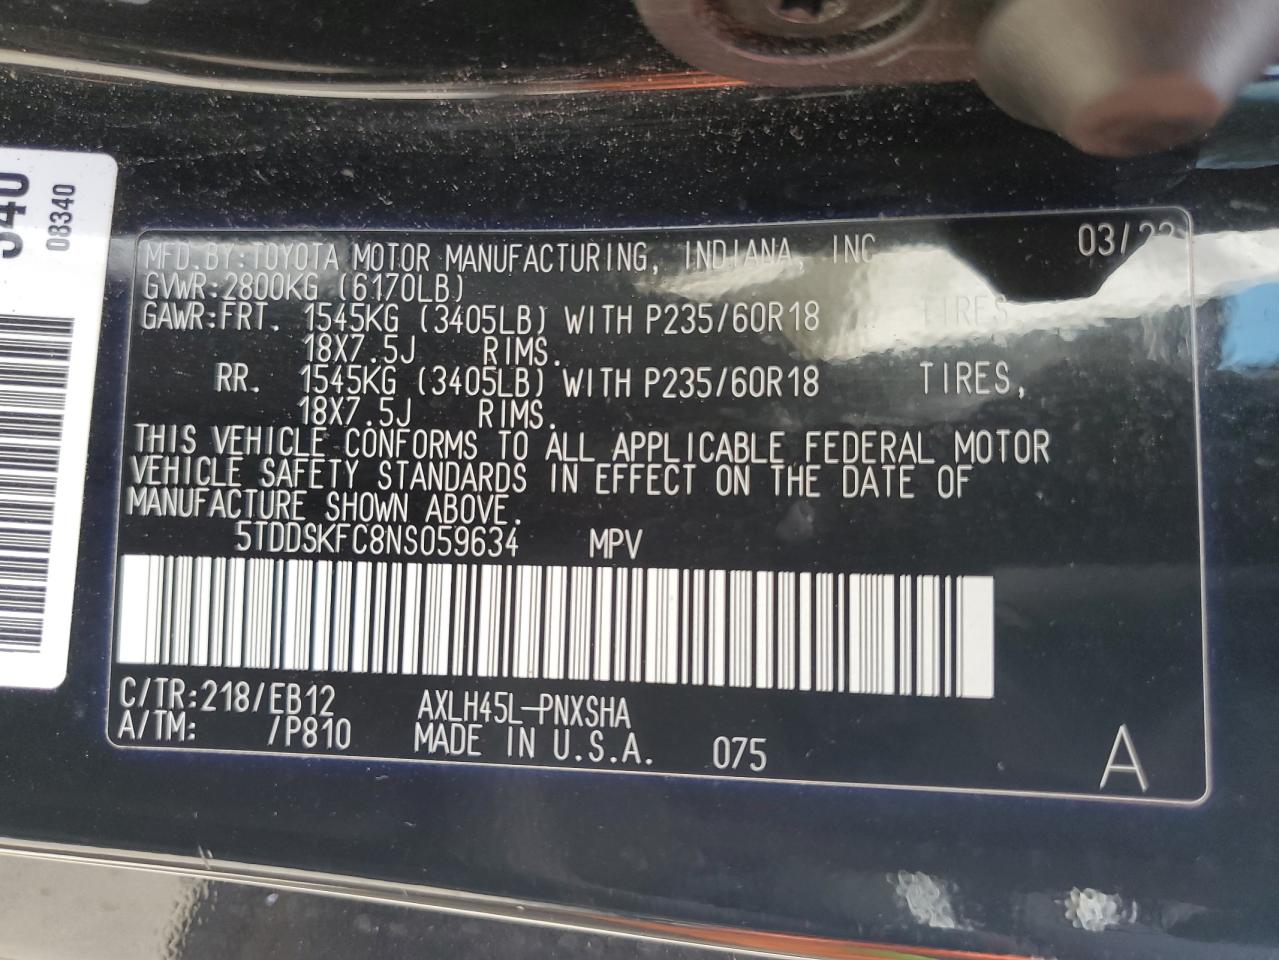 340
08340
MFD.BY:TOYOTA MOTOR MANUFACTURING, INDIANA, INC 03/22
GVWR:2800KG (6170LB)
GAWR:FRT. 1545KG (3405LB) WITH P235/60R18 TIRES
18X7.5J RIMS.
RR. 1545KG (3405LB) WITH P235/60R18 TIRES,
18X7.5J RIMS.
THIS VEHICLE CONFORMS TO ALL APPLICABLE FEDERAL MOTOR
VEHICLE SAFETY STANDARDS IN EFFECT ON THE DATE OF
MANUFACTURE SHOWN ABOVE.
5TDDSKFC8NS059634 MPV
C/TR:218/EB12 AXLH45L-PNXSHA
A/TM: /P810 MADE IN U.S.A. 075 A